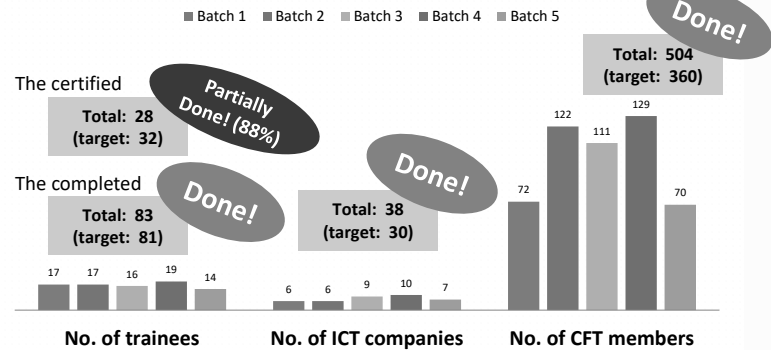 Batch 1 Batch 2 Batch 3 Batch 4 Batch 5
Done!
Total: 504
(target: 360)
The certified
Partially
Done! (88%)
Total: 28
(target: 32)
The completed
Done!
Total: 83
(target: 81)
Done!
Total: 38
(target: 30)
17 17 16 19 14
6 6 9 10 7
72 122 111 129 70
No. of trainees No. of ICT companies No. of CFT members